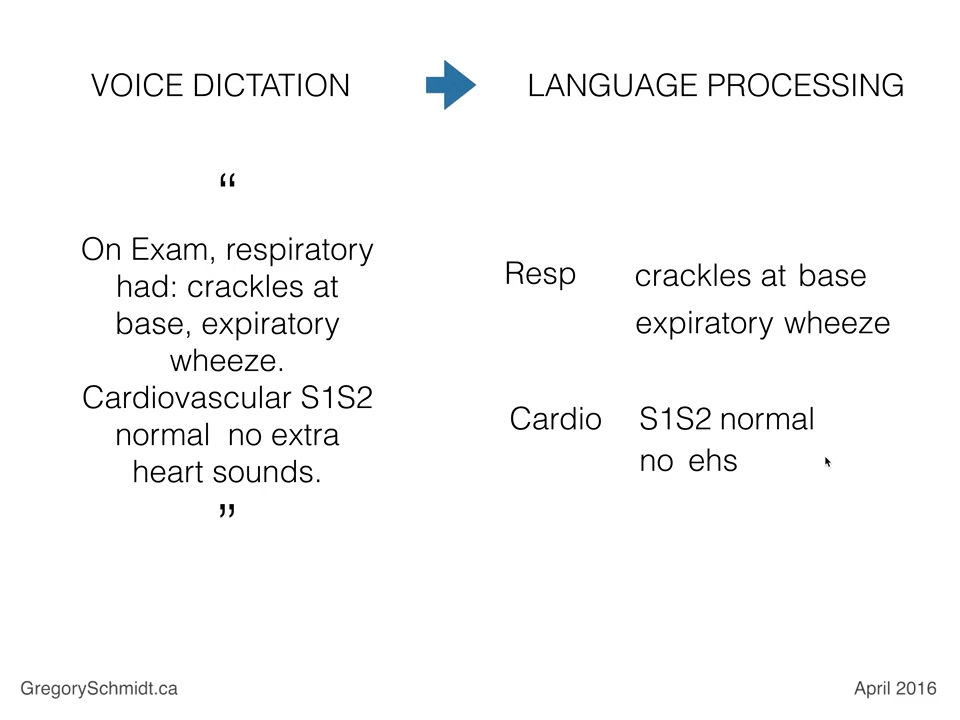 VOICE DICTATION
LANGUAGE PROCESSING
“
On Exam, respiratory
had: crackles at
base, expiratory
wheeze.
Cardiovascular S1S2
normal  no extra
heart sounds.
”
Resp crackles at base
expiratory wheeze
Cardio S1S2 normal
no ehs
GregorySchmidt.ca
April 2016